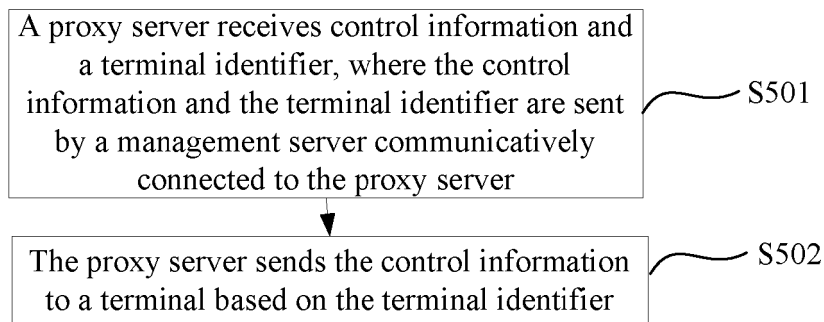 A proxy server receives control information and
a terminal identifier, where the control
information and the terminal identifier are sent
by a management server communicatively
connected to the proxy server
S501
The proxy server sends the control information
to a terminal based on the terminal identifier
S502